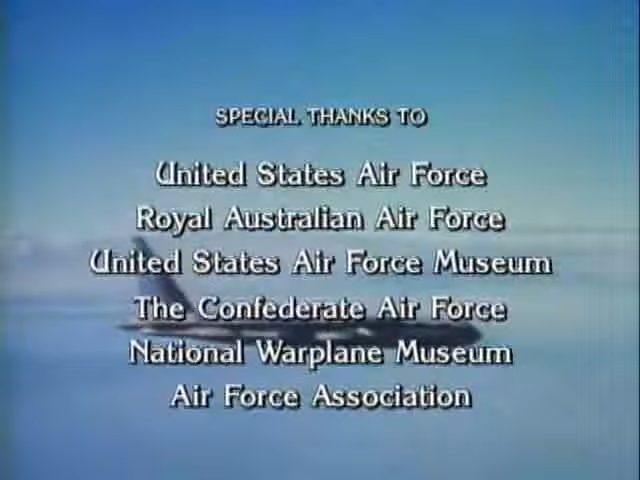 SPECIAL THANKS TO
United States Air Force
Royal Australian Air Force
United States Air Force Museum
The Confederate Air Force
National Warplane Museum
Air Force Association